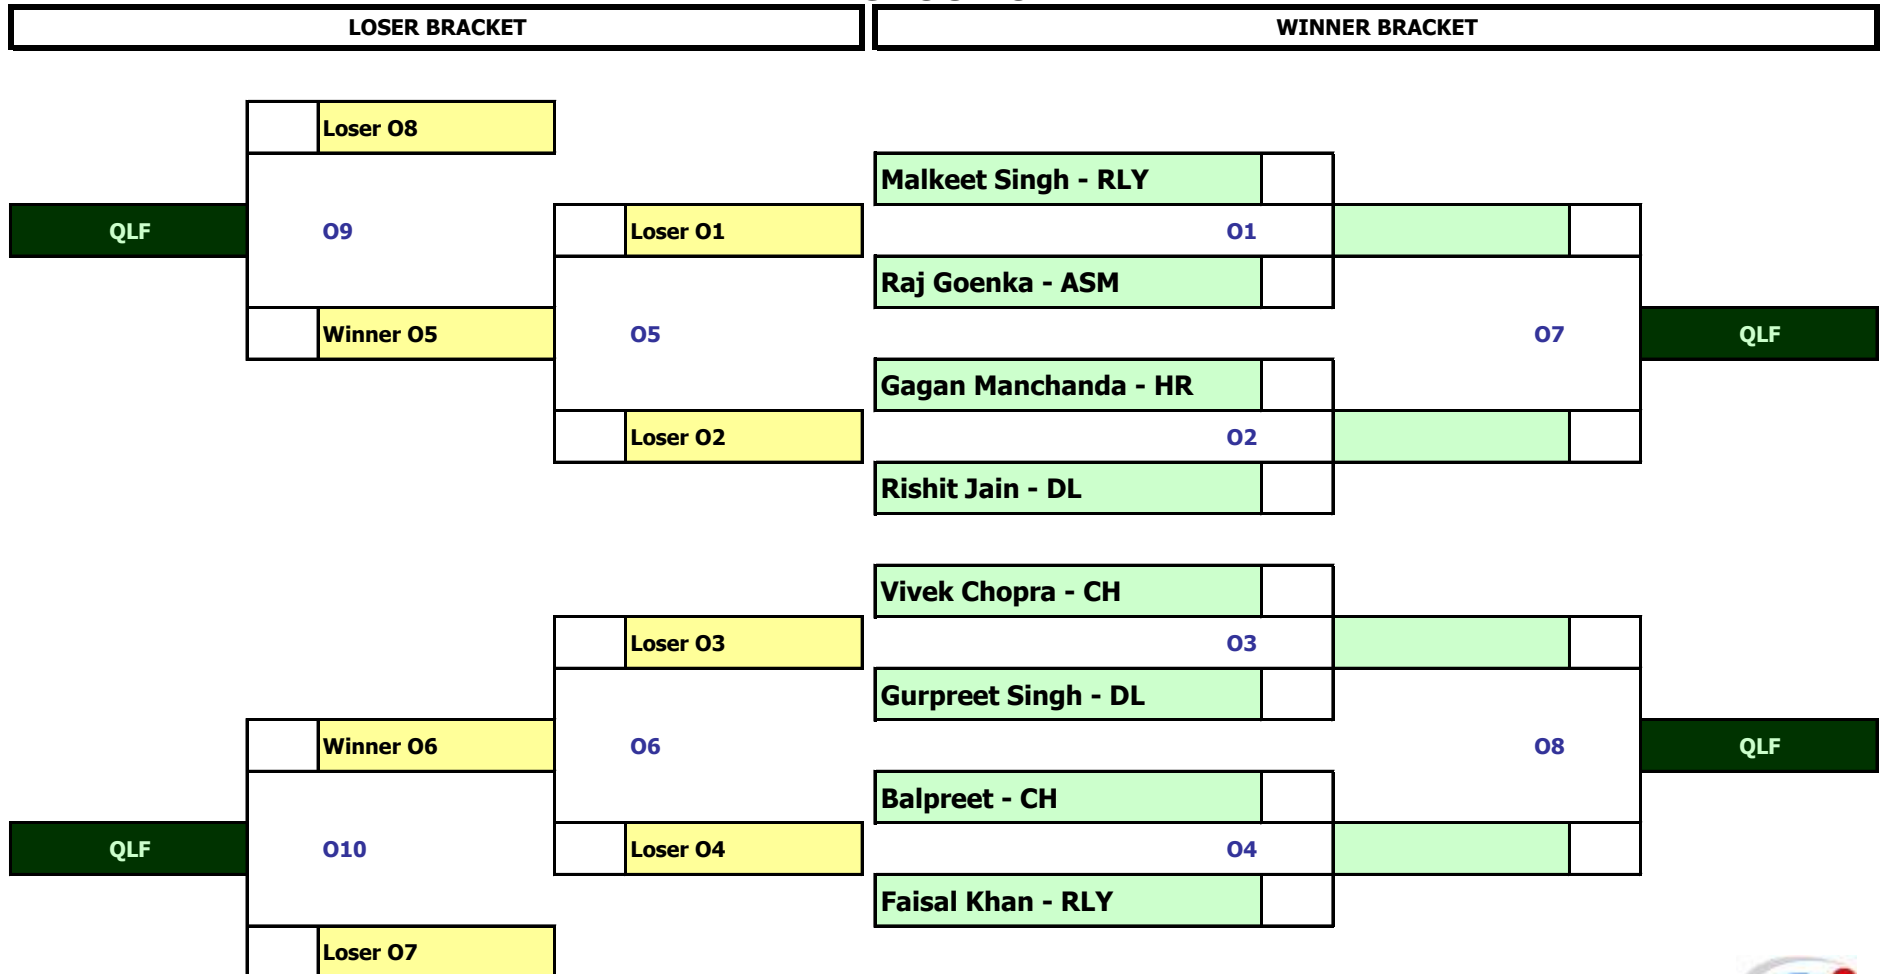 LOSER BRACKET
WINNER BRACKET
Loser O8
Malkeet Singh - RLY
QLF
O9
Loser O1
O1
Raj Goenka - ASM
Winner O5
O5
O7
QLF
Gagan Manchanda - HR
Loser O2
O2
Rishit Jain - DL
Vivek Chopra - CH
Loser O3
O3
Gurpreet Singh - DL
Winner O6
O6
O8
QLF
Balpreet - CH
QLF
O10
Loser O4
O4
Faisal Khan - RLY
Loser O7